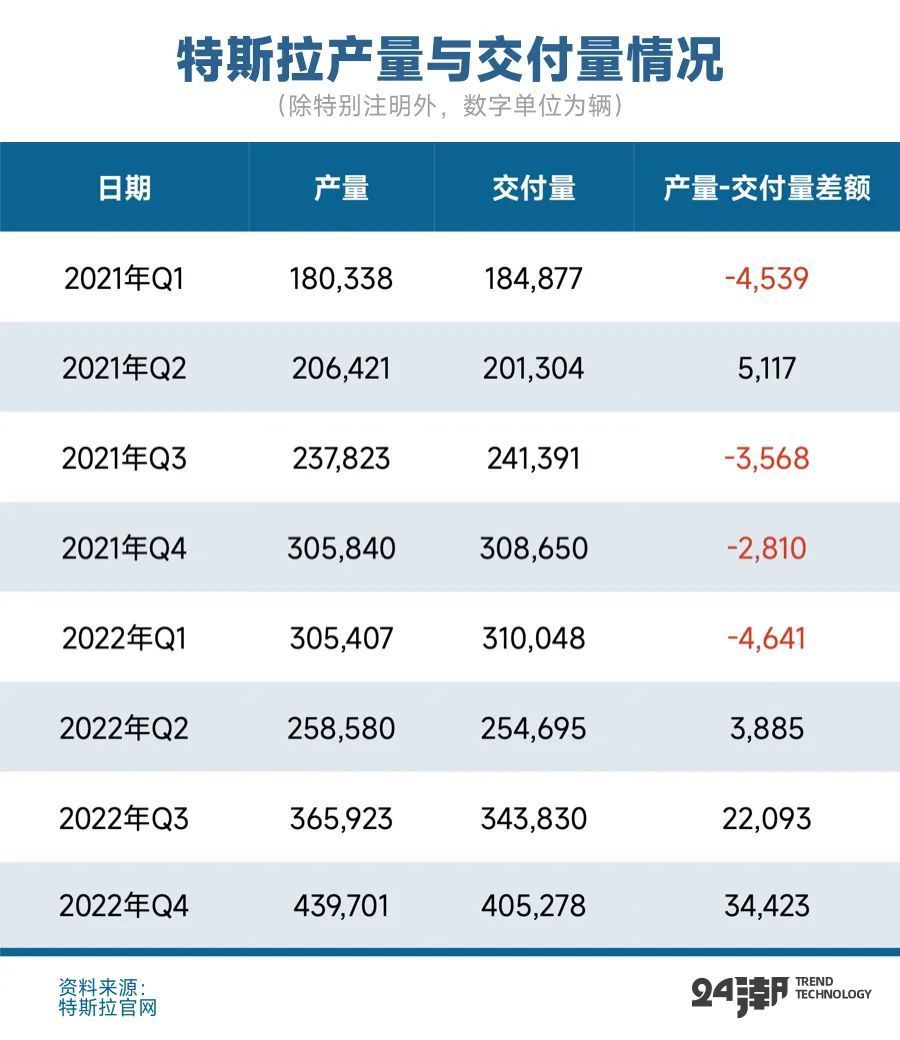 特斯拉产量与交付量情况
（除特别注明外，数字单位为辆）
日期 产量 交付量 产量-交付量差额
2021年Q1 180,338 184,877 -4,539
2021年Q2 206,421 201,304 5,117
2021年Q3 237,823 241,391 -3,568
2021年Q4 305,840 308,650 -2,810
2022年Q1 305,407 310,048 -4,641
2022年Q2 258,580 254,695 3,885
2022年Q3 365,923 343,830 22,093
2022年Q4 439,701 405,278 34,423
资料来源：
特斯拉官网
24潮 TREND
TECHNOLOGY